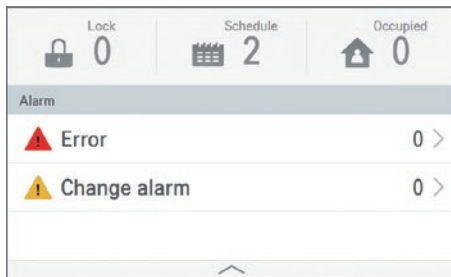 Lock Schedule Occupied
0 2 0
Alarm
Error 0
Change alarm 0